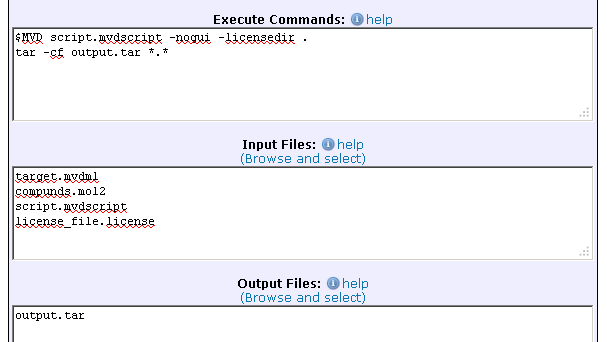 Execute Commands: help
$MVD script.mvdscript -nogui -licensedir .
tar -cf output.tar *.*
Input Files: help
(Browse and select)
target.mvdml
compunds.mol2
script.mvdscript
license_file.license
Output Files: help
(Browse and select)
output.tar